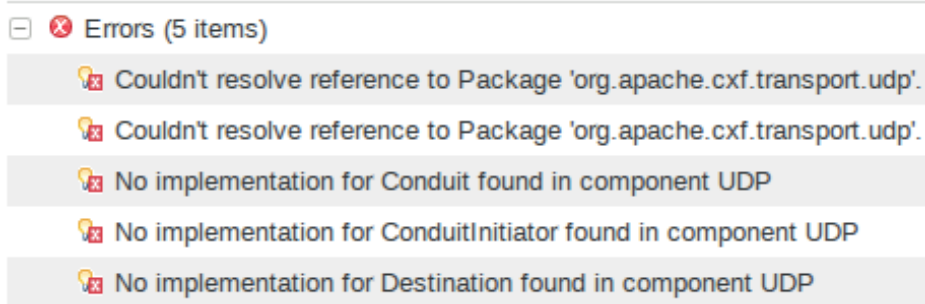 Errors (5 items)
Couldn't resolve reference to Package 'org.apache.cxf.transport.udp'.
Couldn't resolve reference to Package 'org.apache.cxf.transport.udp'.
No implementation for Conduit found in component UDP
No implementation for ConduitInitiator found in component UDP
No implementation for Destination found in component UDP